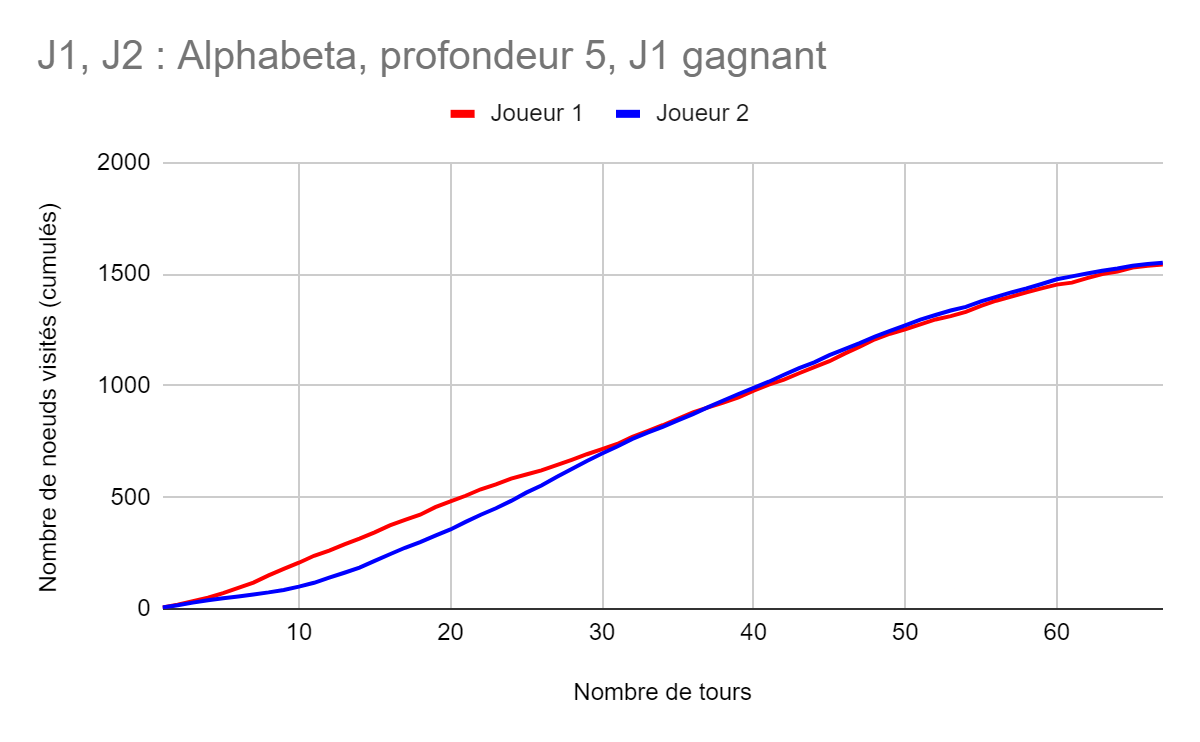 J1, J2 : Alphabeta, profondeur 5, J1 gagnant
Joueur 1 Joueur 2
Nombre de noeuds visités (cumulés)
2000
1500
1000
500
0
10 20 30 40 50 60
Nombre de tours